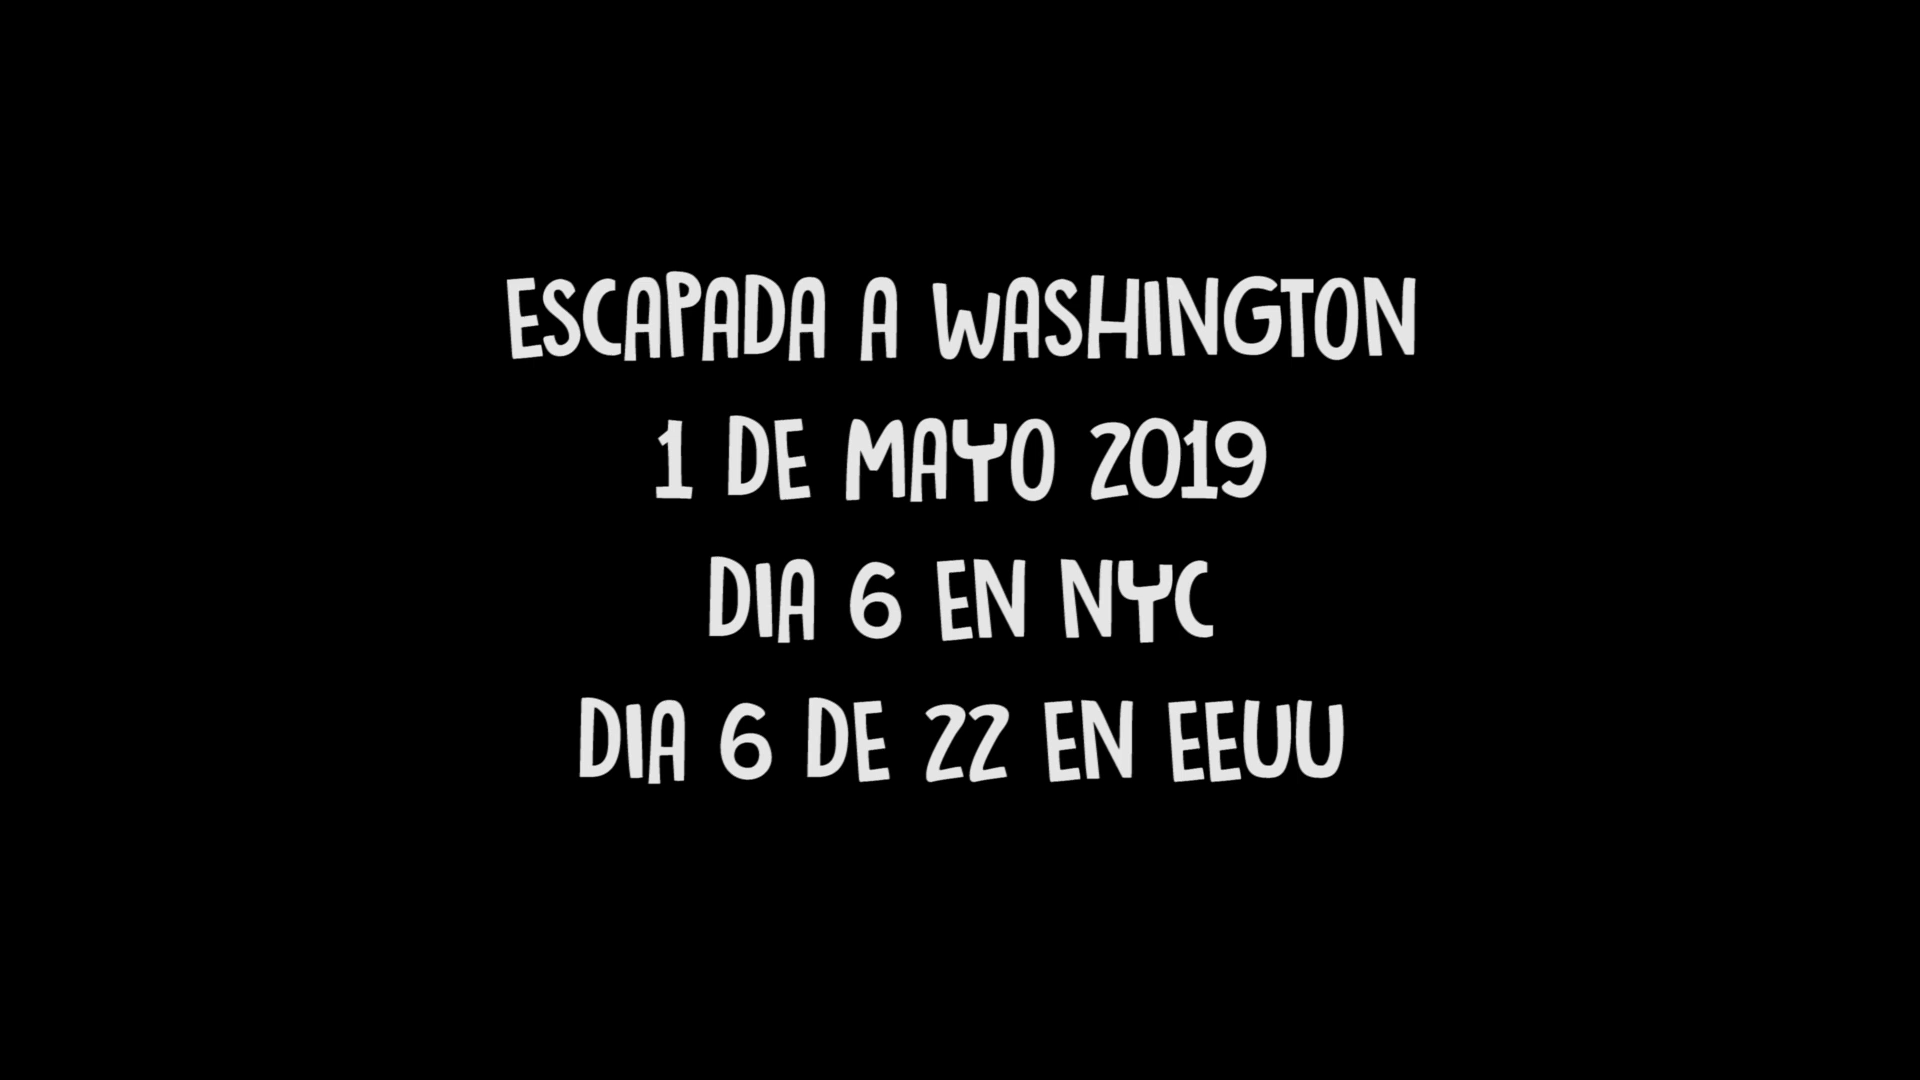 ESCAPADA A WASHINGTON
1 DE MAYO 2019
DIA 6 EN NYC
DIA 6 DE 22 EN EEUU